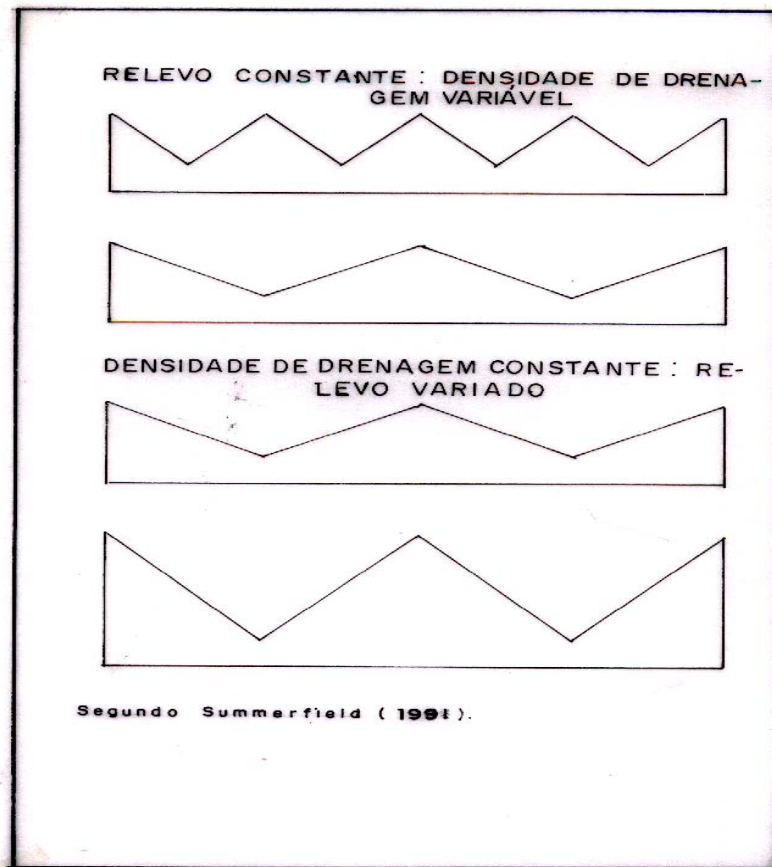 RELEVO CONSTANTE : DENSIDADE DE DRENA-
GEM VARIÁVEL
DENSIDADE DE DRENAGEM CONSTANTE : RE-
LEVO VARIADO
Segundo Summerfield ( 1991 ).